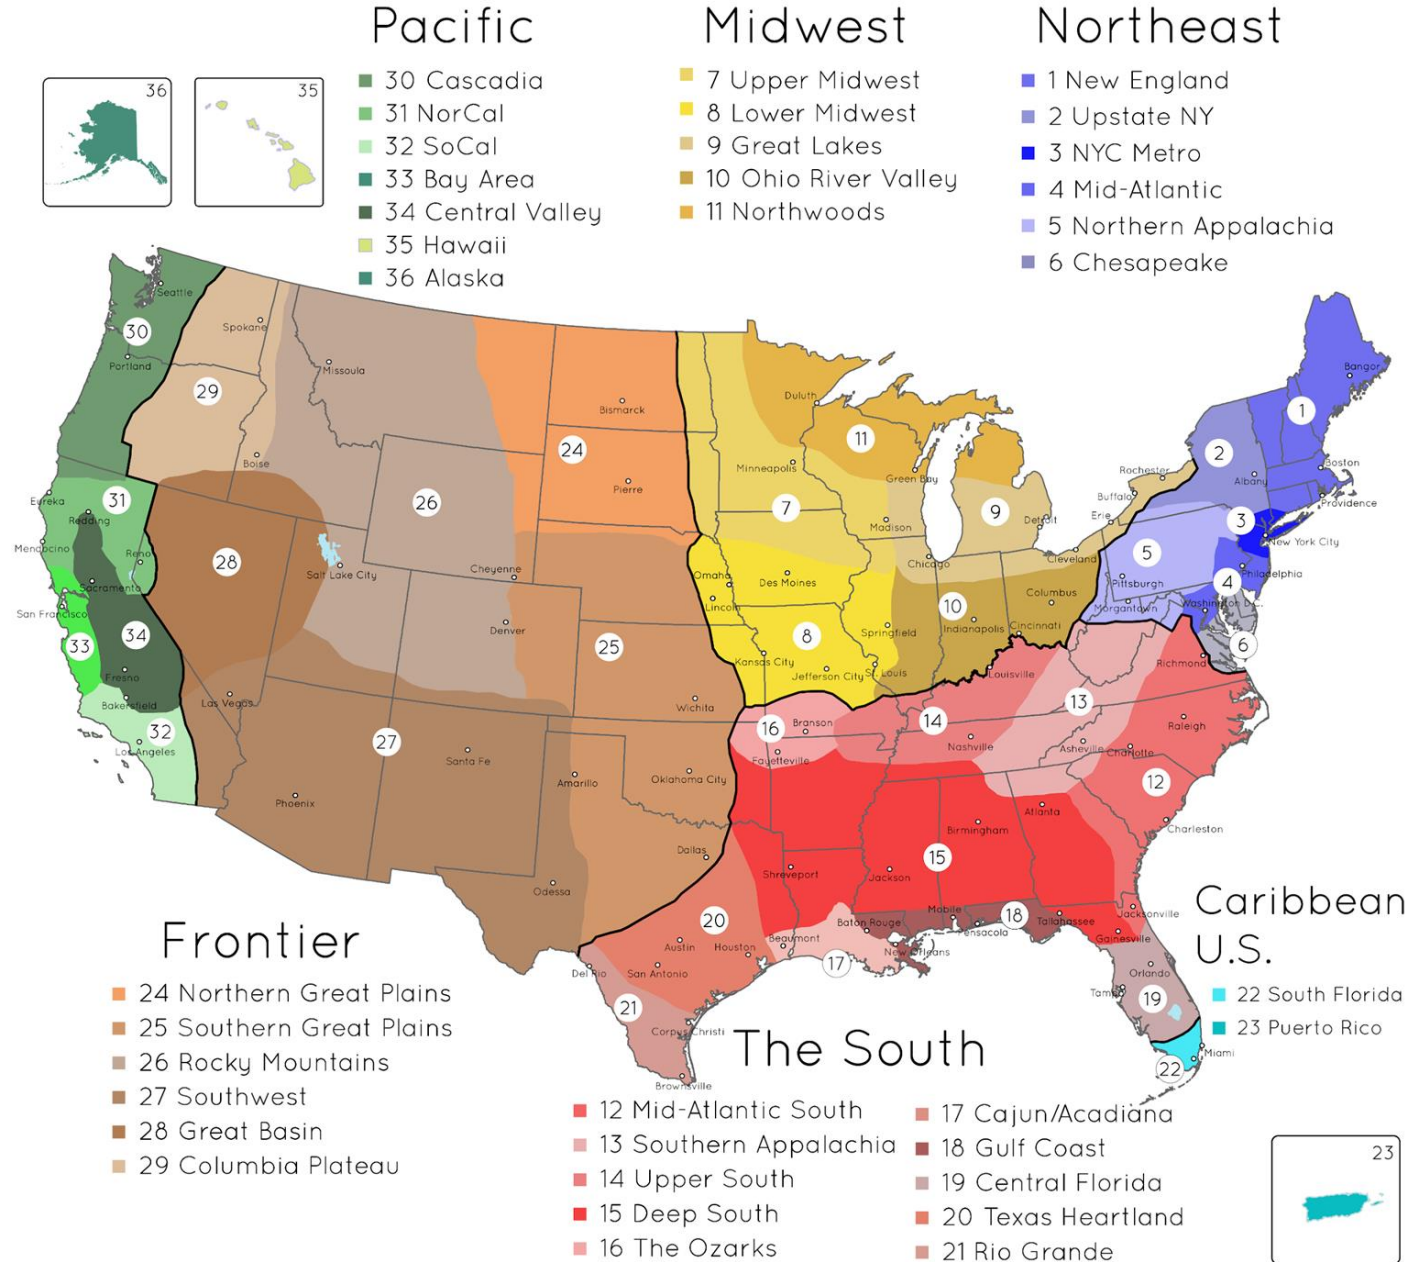 Pacific
30 Cascadia
31 NorCal
32 SoCal
33 Bay Area
34 Central Valley
35 Hawaii
36 Alaska
Midwest
7 Upper Midwest
8 Lower Midwest
9 Great Lakes
10 Ohio River Valley
11 Northwoods
Northeast
1 New England
2 Upstate NY
3 NYC Metro
4 Mid-Atlantic
5 Northern Appalachia
6 Chesapeake
36
35
Seattle
30
Portland
Spokane
29
Boise
Missoula
Bismarck
24
Pierre
26
Duluth
11
Minneapolis
Green Bay
7
Madison
9
Detroit
Chicago
Cleveland
Erie
Buffalo
Rochester
2
Albany
1
Bangor
Boston
Providence
3
New York City
5
Pittsburgh
Philadelphia
4
Morgantown
Washington D.C.
6
Richmond
Eureka
31
Redding
Mendocino
Reno
28
Salt Lake City
Cheyenne
Sacramento
San Francisco
34
33
Fresno
Bakersfield
Las Vegas
32
Los Angeles
Denver
25
Wichita
Omaha
Lincoln
Des Moines
8
Springfield
Kansas City
Jefferson City
St. Louis
10
Indianapolis
Columbus
Cincinnati
Louisville
13
14
Nashville
Asheville
Charlotte
Raleigh
12
Charleston
16
Branson
Fayetteville
27
Santa Fe
Phoenix
Amarillo
Oklahoma City
Dallas
Odessa
Shreveport
Jackson
15
Birmingham
Atlanta
20
Austin
Houston
San Antonio
Beaumont
Baton Rouge
New Orleans
17
Mobile
Pensacola
18
Tallahassee
Jacksonville
Gainesville
Orlando
Tampa
19
Miami
22
Del Rio
21
Corpus Christi
Brownsville
Frontier
24 Northern Great Plains
25 Southern Great Plains
26 Rocky Mountains
27 Southwest
28 Great Basin
29 Columbia Plateau
The South
12 Mid-Atlantic South
13 Southern Appalachia
14 Upper South
15 Deep South
16 The Ozarks
17 Cajun/Acadiana
18 Gulf Coast
19 Central Florida
20 Texas Heartland
21 Rio Grande
Caribbean
U.S.
22 South Florida
23 Puerto Rico
23